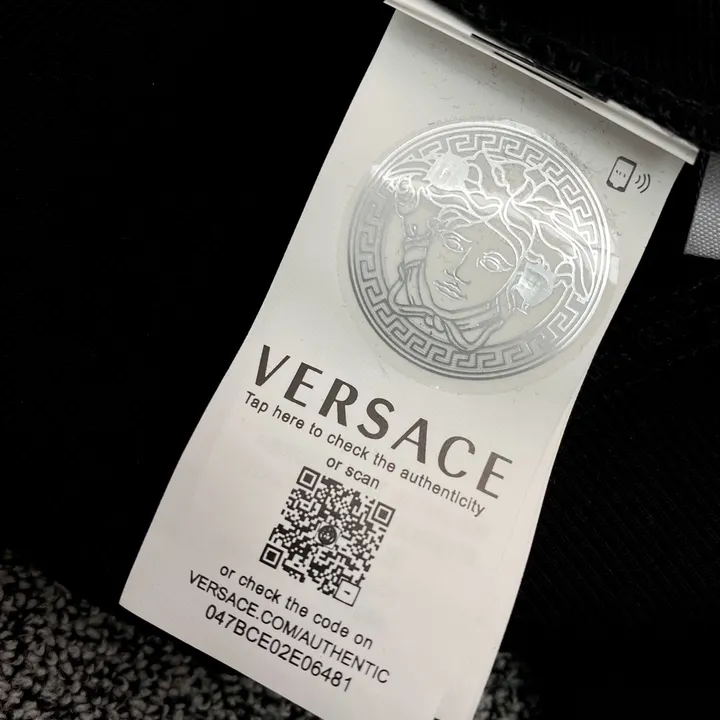 VERSACE
Tap here to check the authenticity
or scan
or check the code on
VERSACE.COM/AUTHENTIC
047BCE02E06481